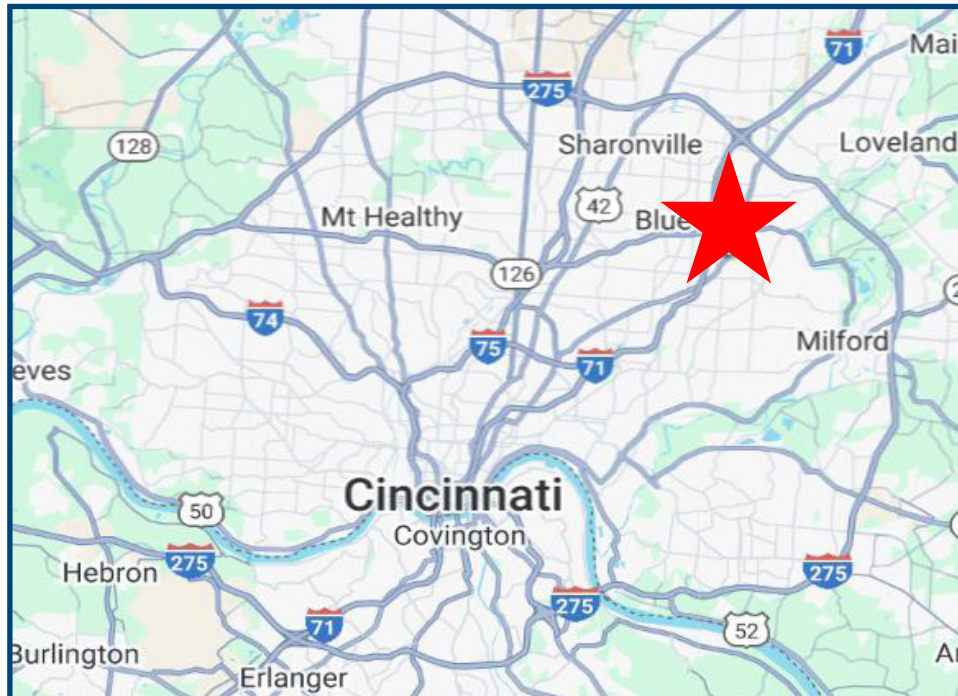 71
Mai
275
Sharonville
Loveland
128
42
Mt Healthy
Blue
126
2
74
75
71
Milford
eves
Cincinnati
50
Covington
275
Hebron
275
275
71
52
Burlington
Erlanger